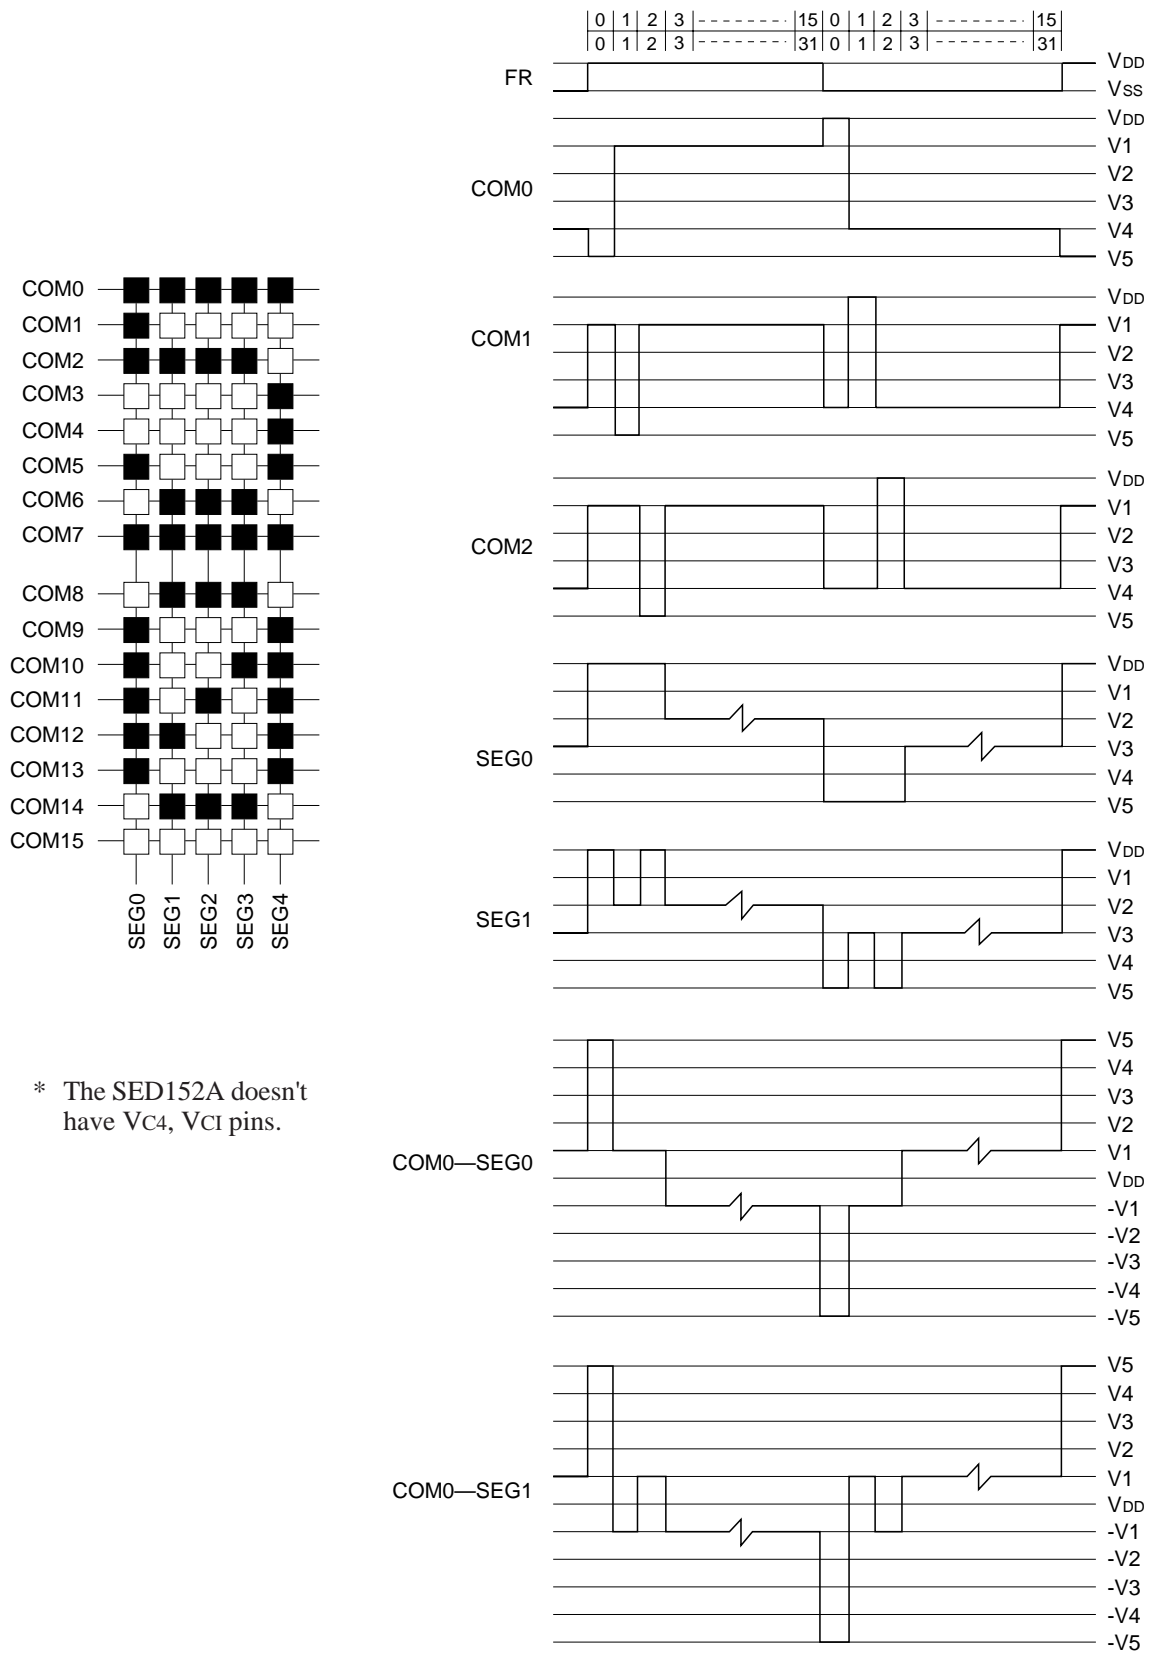 0 1 2 3 15 0 1 2 3 15
0 1 2 3 31 0 1 2 3 31
FR
VDD
VSS
COM0
VDD
V1
V2
V3
V4
V5
COM1
VDD
V1
V2
V3
V4
V5
COM2
VDD
V1
V2
V3
V4
V5
SEG0
VDD
V1
V2
V3
V4
V5
SEG1
VDD
V1
V2
V3
V4
V5
COM0—SEG0
V5
V4
V3
V2
V1
VDD
-V1
-V2
-V3
-V4
-V5
COM0—SEG1
V5
V4
V3
V2
V1
VDD
-V1
-V2
-V3
-V4
-V5
COM0
COM1
COM2
COM3
COM4
COM5
COM6
COM7
COM8
COM9
COM10
COM11
COM12
COM13
COM14
COM15
SEG0
SEG1
SEG2
SEG3
SEG4
* The SED152A doesn't
have VC4, VCI pins.